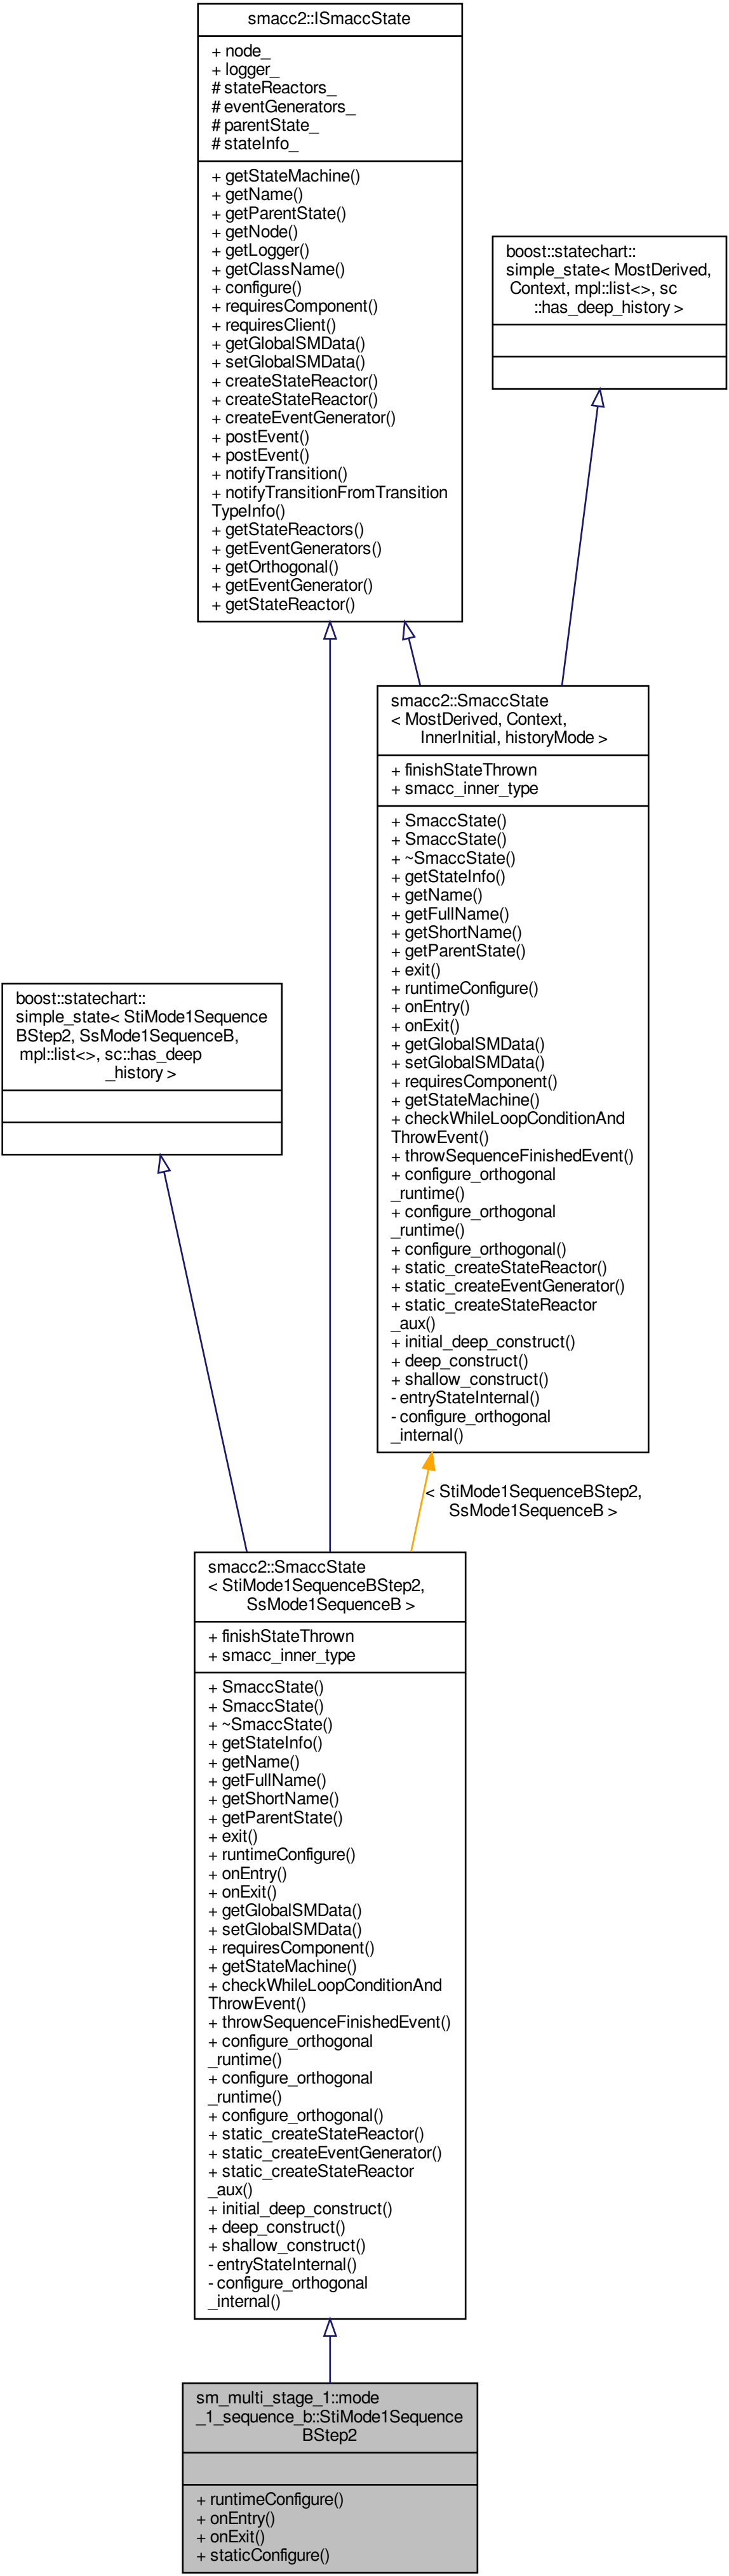 smacc2::ISmaccState
+ node_
+ logger_
# stateReactors_
# eventGenerators_
# parentState_
# stateInfo_
+ getStateMachine()
+ getName()
+ getParentState()
+ getNode()
+ getLogger()
+ getClassName()
+ configure()
+ requiresComponent()
+ requiresClient()
+ getGlobalSMData()
+ setGlobalSMData()
+ createStateReactor()
+ createStateReactor()
+ createEventGenerator()
+ postEvent()
+ postEvent()
+ notifyTransition()
+ notifyTransitionFromTransition
TypeInfo()
+ getStateReactors()
+ getEventGenerators()
+ getOrthogonal()
+ getEventGenerator()
+ getStateReactor()
boost::statechart::
simple_state< MostDerived,
Context, mpl::list<>, sc
::has_deep_history >
smacc2::SmaccState
< MostDerived, Context,
InnerInitial, historyMode >
+ finishStateThrown
+ smacc_inner_type
+ SmaccState()
+ SmaccState()
+ ~SmaccState()
+ getStateInfo()
+ getName()
+ getFullName()
+ getShortName()
+ getParentState()
+ exit()
+ runtimeConfigure()
+ onEntry()
+ onExit()
+ getGlobalSMData()
+ setGlobalSMData()
+ requiresComponent()
+ getStateMachine()
+ checkWhileLoopConditionAnd
ThrowEvent()
+ throwSequenceFinishedEvent()
+ configure_orthogonal
_runtime()
+ configure_orthogonal
_runtime()
+ configure_orthogonal()
+ static_createStateReactor()
+ static_createEventGenerator()
+ static_createStateReactor
_aux()
+ initial_deep_construct()
+ deep_construct()
+ shallow_construct()
- entryStateInternal()
- configure_orthogonal
_internal()
boost::statechart::
simple_state< StiMode1Sequence
BStep2, SsMode1SequenceB,
mpl::list<>, sc::has_deep
_history >
< StiMode1SequenceBStep2,
SsMode1SequenceB >
smacc2::SmaccState
< StiMode1SequenceBStep2,
SsMode1SequenceB >
+ finishStateThrown
+ smacc_inner_type
+ SmaccState()
+ SmaccState()
+ ~SmaccState()
+ getStateInfo()
+ getName()
+ getFullName()
+ getShortName()
+ getParentState()
+ exit()
+ runtimeConfigure()
+ onEntry()
+ onExit()
+ getGlobalSMData()
+ setGlobalSMData()
+ requiresComponent()
+ getStateMachine()
+ checkWhileLoopConditionAnd
ThrowEvent()
+ throwSequenceFinishedEvent()
+ configure_orthogonal
_runtime()
+ configure_orthogonal
_runtime()
+ configure_orthogonal()
+ static_createStateReactor()
+ static_createEventGenerator()
+ static_createStateReactor
_aux()
+ initial_deep_construct()
+ deep_construct()
+ shallow_construct()
- entryStateInternal()
- configure_orthogonal
_internal()
sm_multi_stage_1::mode
_1_sequence_b::StiMode1Sequence
BStep2
+ runtimeConfigure()
+ onEntry()
+ onExit()
+ staticConfigure()